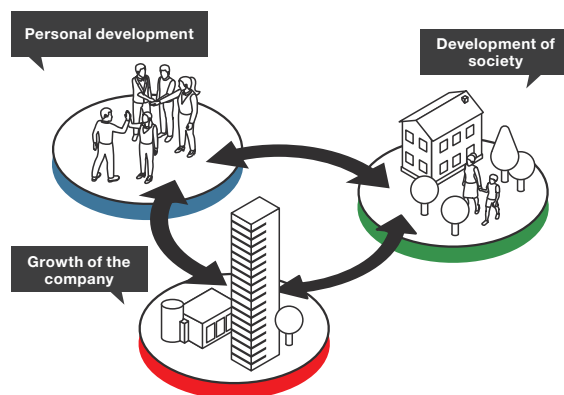 Personal development
Development of
society
Growth of the
company